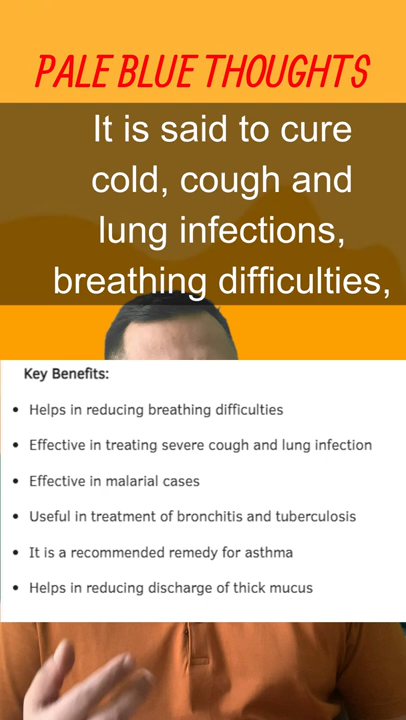 PALE BLUE THOUGHTS
It is said to cure
cold, cough and
lung infections,
breathing difficulties,
Key Benefits:
• Helps in reducing breathing difficulties
• Effective in treating severe cough and lung infection
• Effective in malarial cases
• Useful in treatment of bronchitis and tuberculosis
• It is a recommended remedy for asthma
• Helps in reducing discharge of thick mucus